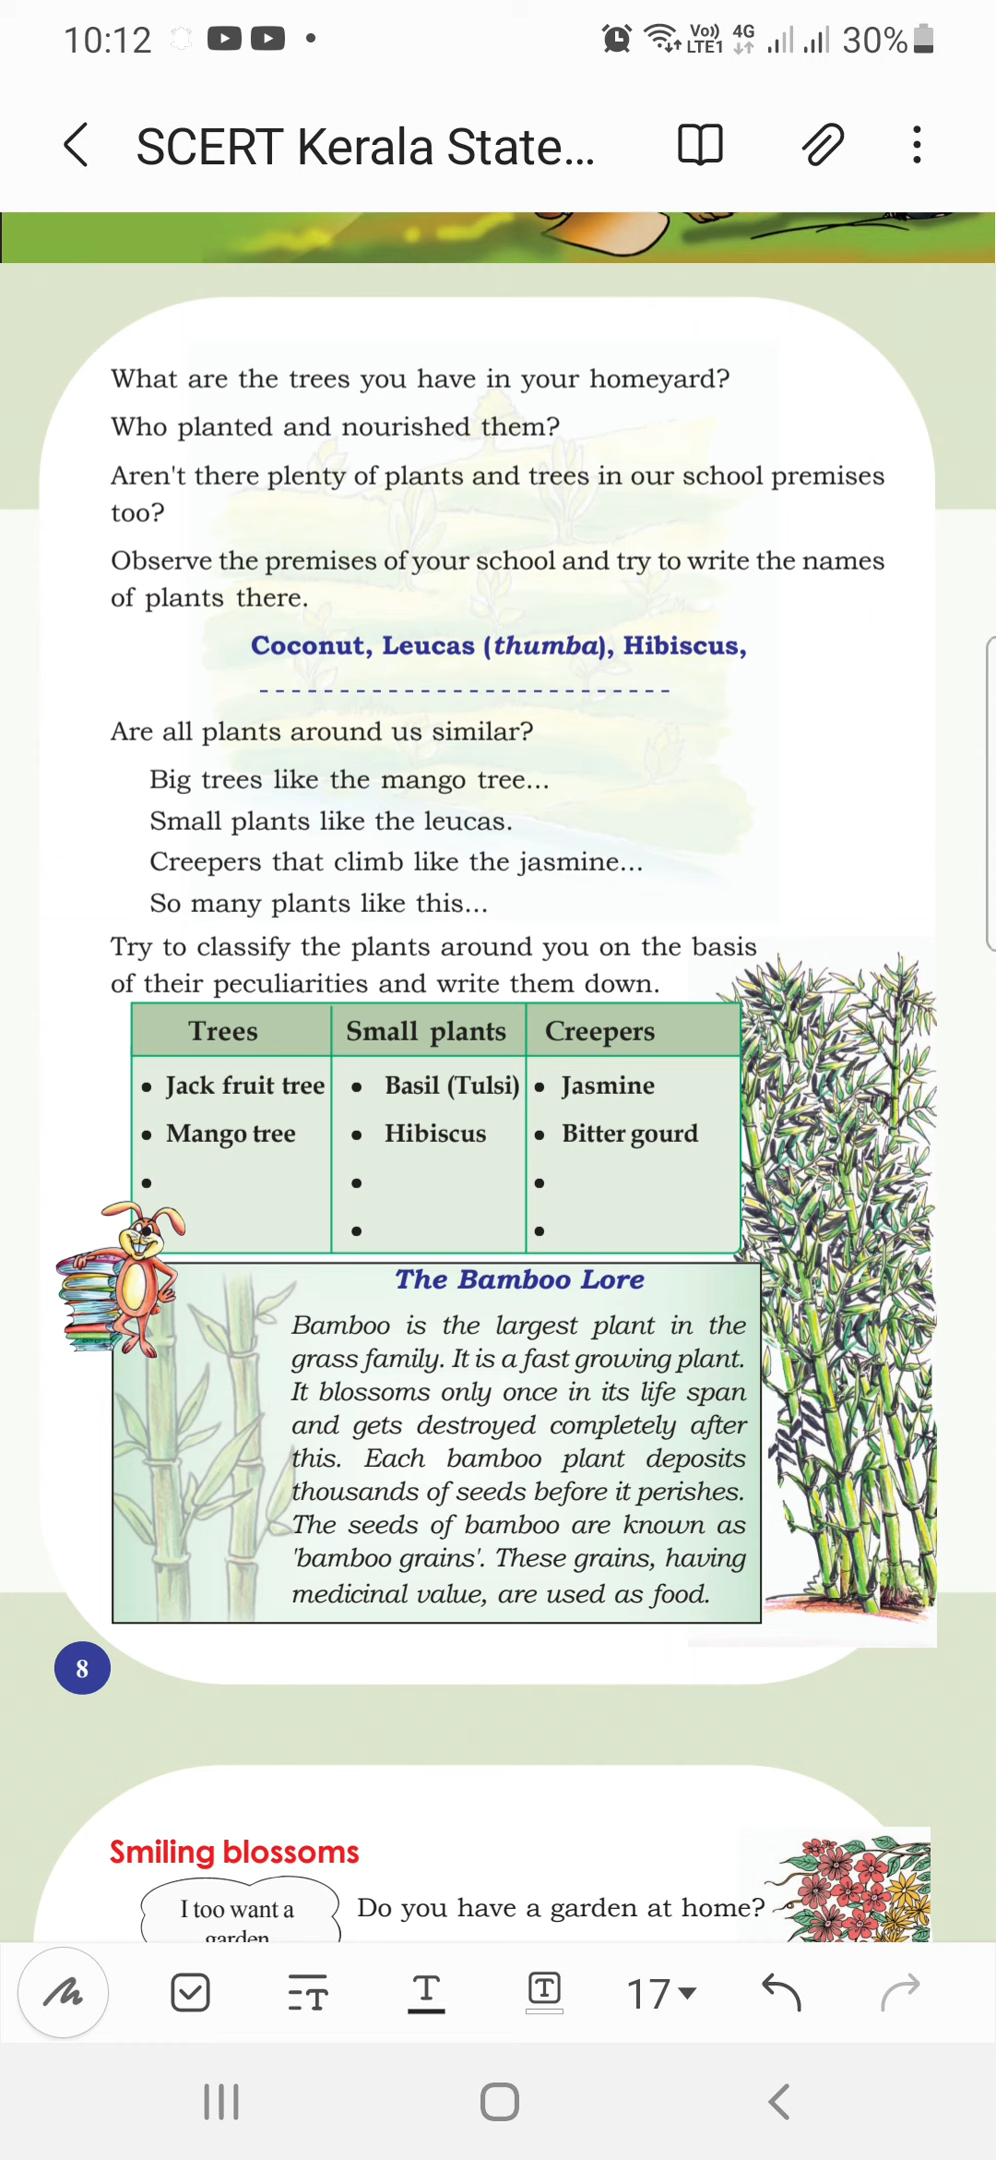 10:12
Vo)) 4G
LTE1
30%
SCERT Kerala State...
What are the trees you have in your homeyard?
Who planted and nourished them?
Aren't there plenty of plants and trees in our school premises
too?
Observe the premises of your school and try to write the names
of plants there.
Coconut, Leucas (thumba), Hibiscus,
Are all plants around us similar?
Big trees like the mango tree...
Small plants like the leucas.
Creepers that climb like the jasmine...
So many plants like this...
Try to classify the plants around you on the basis
of their peculiarities and write them down.
Trees Small plants Creepers
• Jack fruit tree • Basil (Tulsi) • Jasmine
• Mango tree • Hibiscus • Bitter gourd
• • •
• •
The Bamboo Lore
Bamboo is the largest plant in the
grass family. It is a fast growing plant.
It blossoms only once in its life span
and gets destroyed completely after
this. Each bamboo plant deposits
thousands of seeds before it perishes.
The seeds of bamboo are known as
'bamboo grains'. These grains, having
medicinal value, are used as food.
8
Smiling blossoms
I too want a
garden
Do you have a garden at home?
17